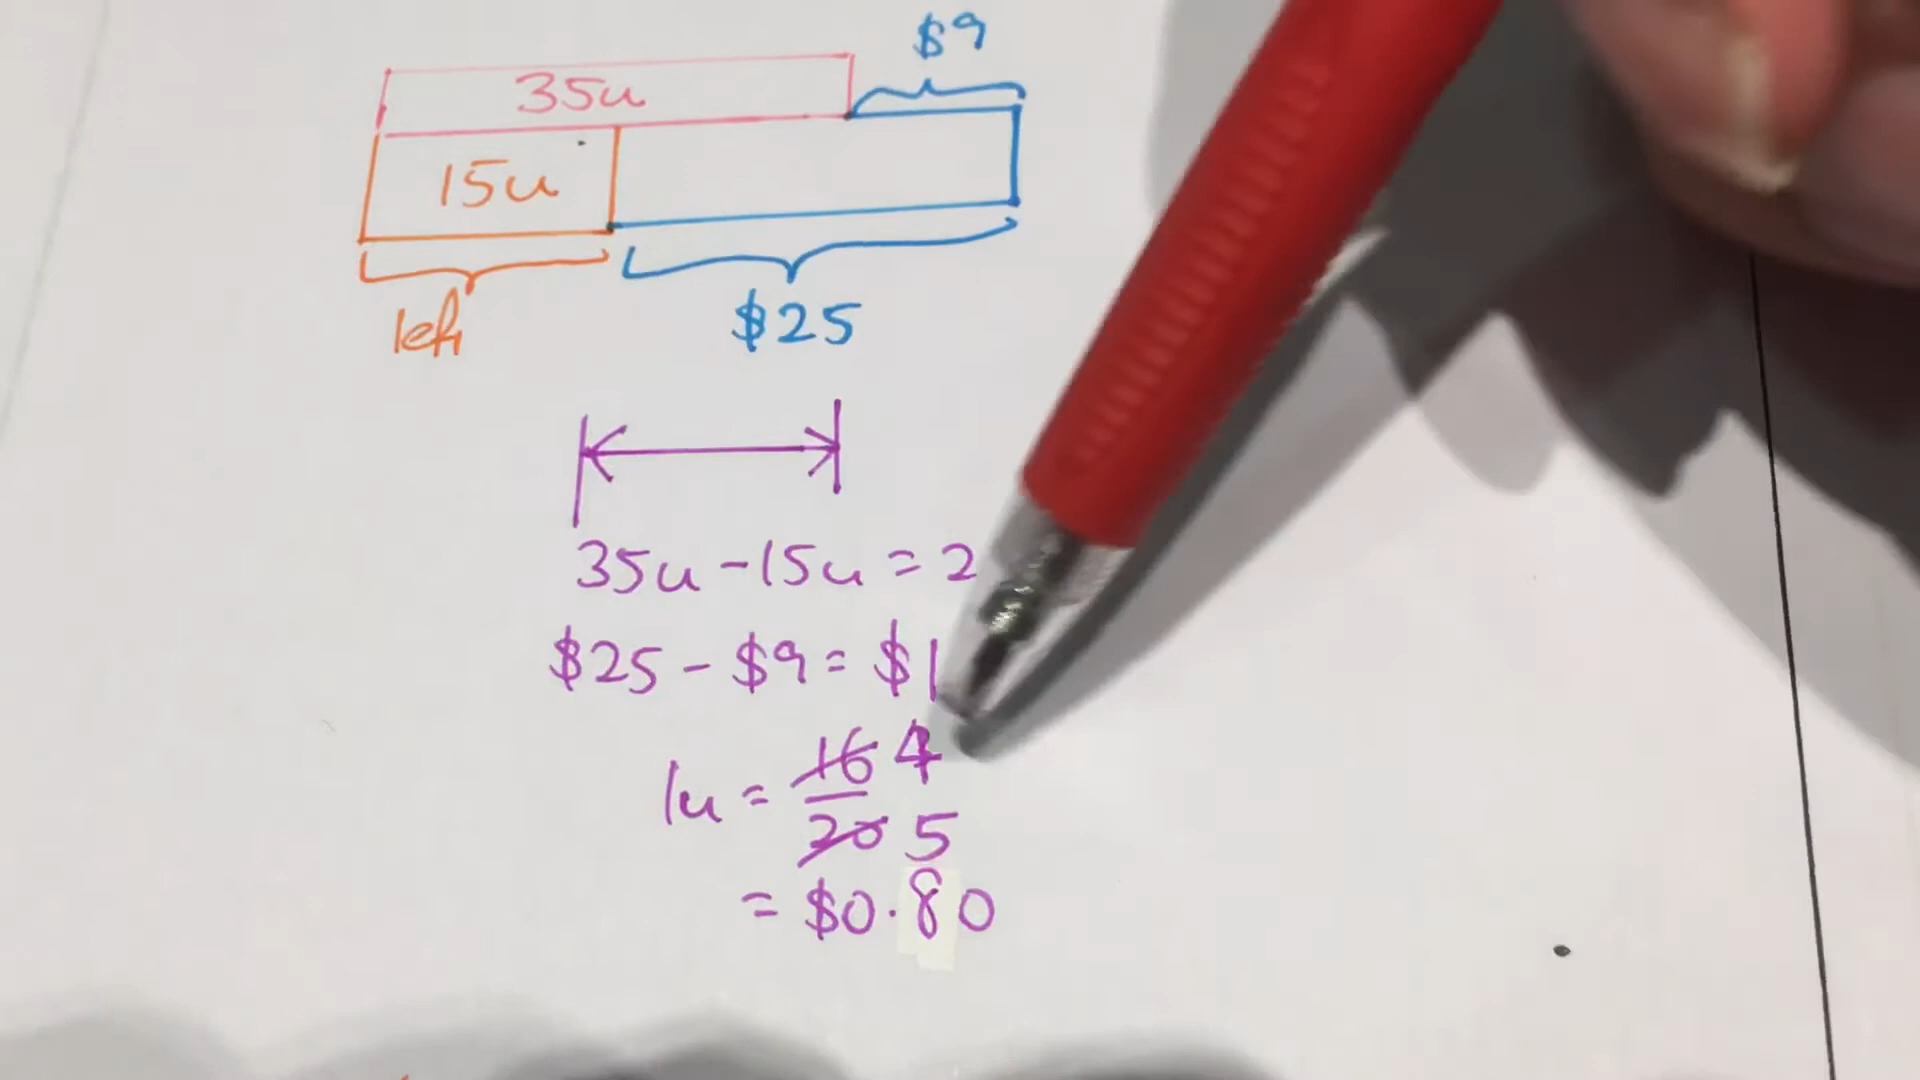 $9
35u
15u
left
$25
35u - 15u = 2
$25 - $9 = $1
1u = 16 4
20 5
= $0.80